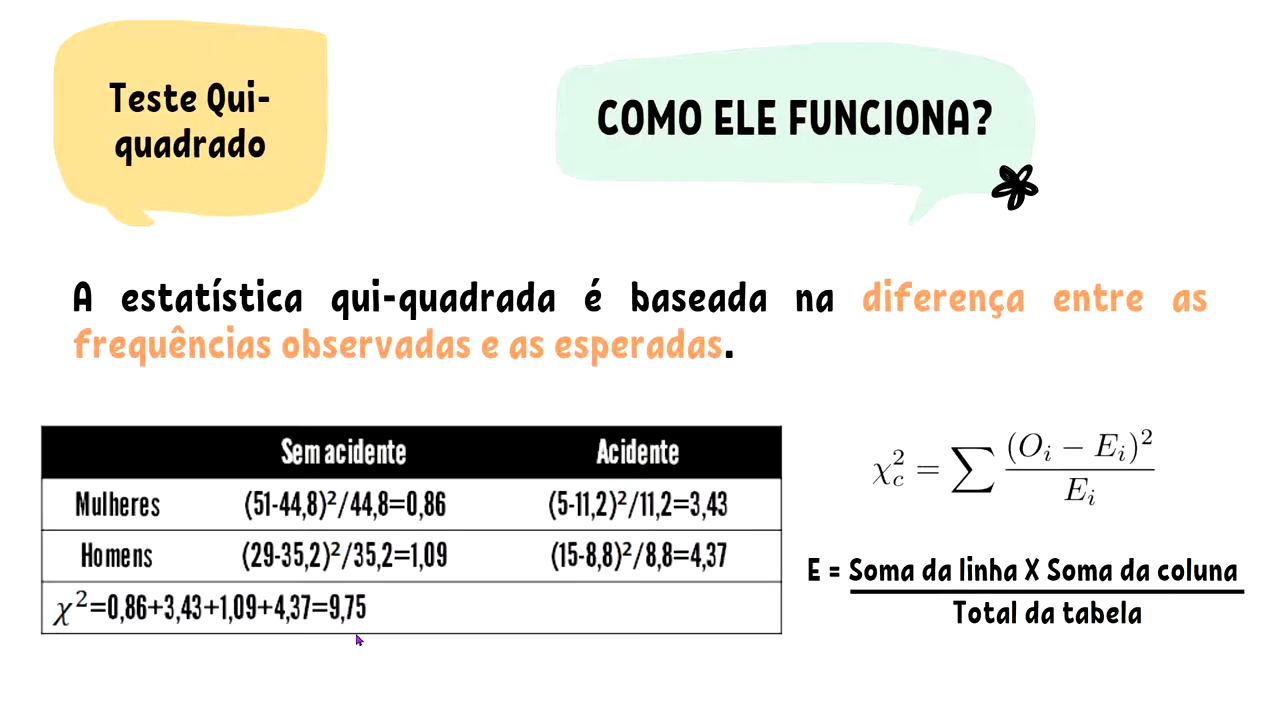 Teste Qui-
quadrado
COMO ELE FUNCIONA?
A estatística qui-quadrada é baseada na diferença entre as
frequências observadas e as esperadas.
Sem acidente Acidente
Mulheres (51-44,8)²/44,8=0,86 (5-11,2)²/11,2=3,43
Homens (29-35,2)²/35,2=1,09 (15-8,8)²/8,8=4,37
χ²=0,86+3,43+1,09+4,37=9,75
χ²_c = ∑ (O_i − E_i)² / E_i
E = Soma da linha X Soma da coluna
Total da tabela